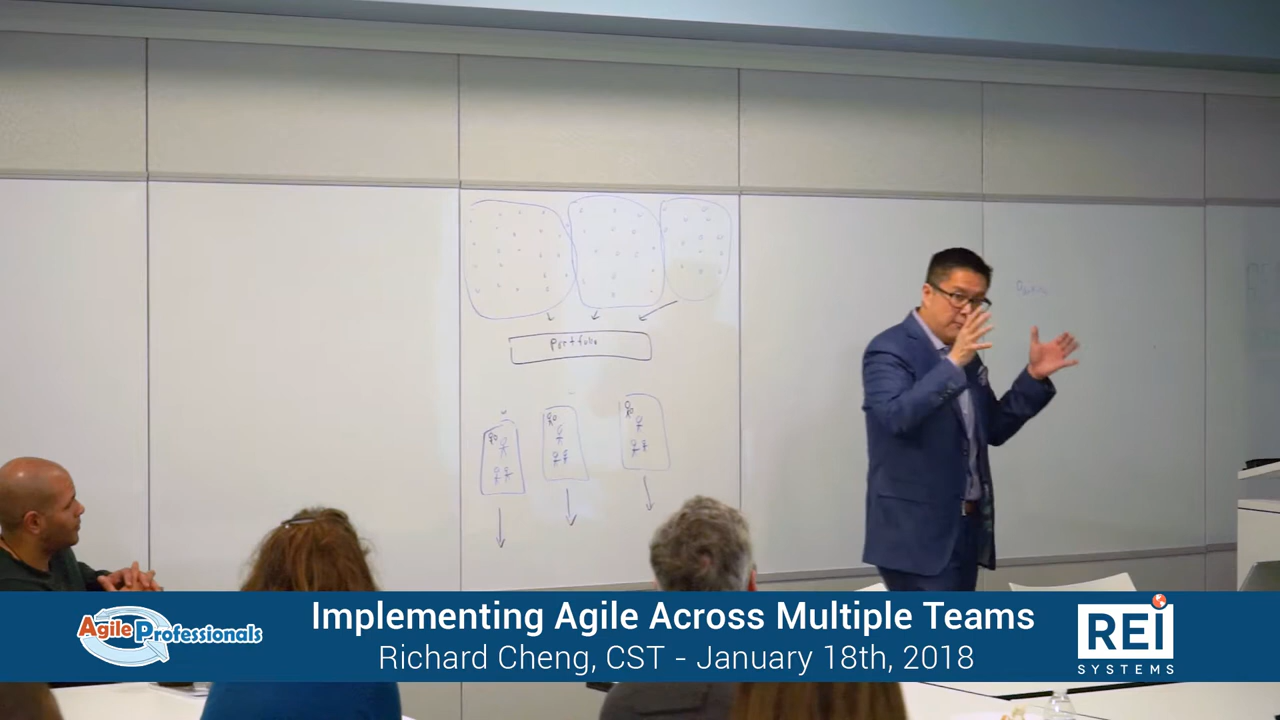 Portfolio
Implementing Agile Across Multiple Teams
Richard Cheng, CST - January 18th, 2018
Agile Professionals
REI
SYSTEMS